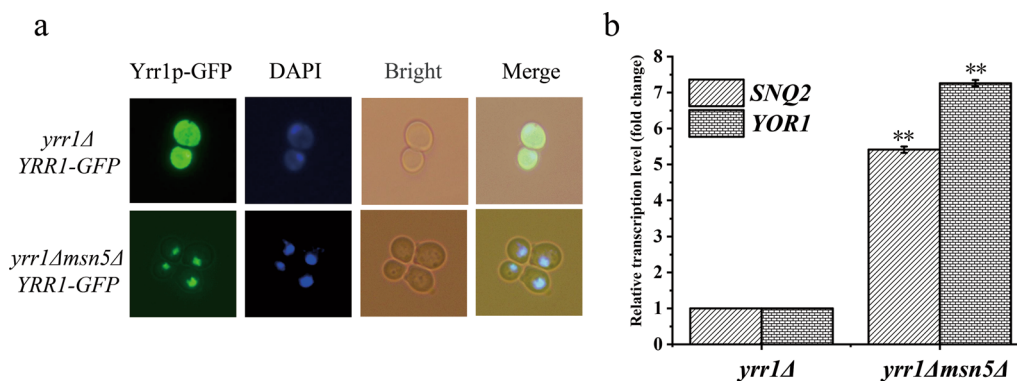 a
Yrr1p-GFP DAPI Bright Merge
yrr1Δ
YRR1-GFP
yrr1Δmsn5Δ
YRR1-GFP
b
Relative transcription level (fold change)
8
7
6
5
4
3
2
1
0
SNQ2
YOR1
**
**
yrr1Δ yrr1Δmsn5Δ